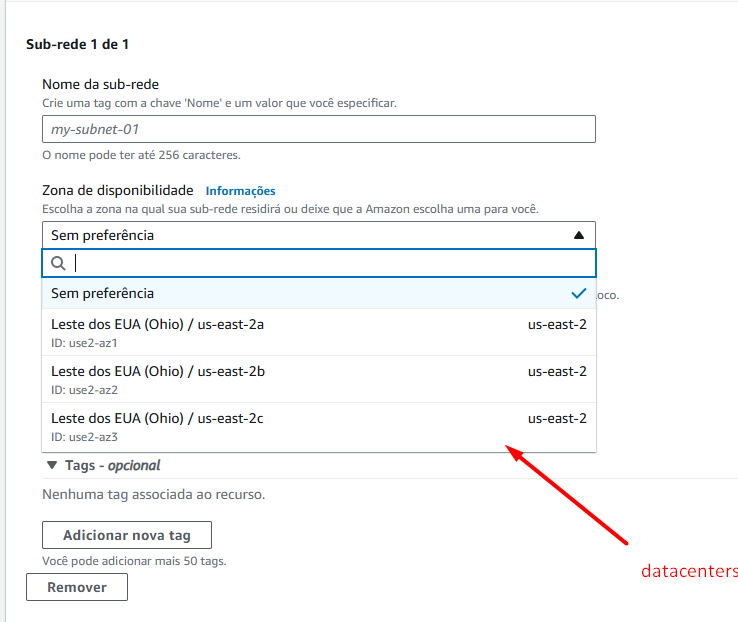 Sub-rede 1 de 1
Nome da sub-rede
Crie uma tag com a chave 'Nome' e um valor que você especificar.
my-subnet-01
O nome pode ter até 256 caracteres.
Zona de disponibilidade Informações
Escolha a zona na qual sua sub-rede residirá ou deixe que a Amazon escolha uma para você.
Sem preferência
Sem preferência
oco.
Leste dos EUA (Ohio) / us-east-2a us-east-2
ID: use2-az1
Leste dos EUA (Ohio) / us-east-2b us-east-2
ID: use2-az2
Leste dos EUA (Ohio) / us-east-2c us-east-2
ID: use2-az3
Tags - opcional
Nenhuma tag associada ao recurso.
Adicionar nova tag
Você pode adicionar mais 50 tags.
datacenters
Remover